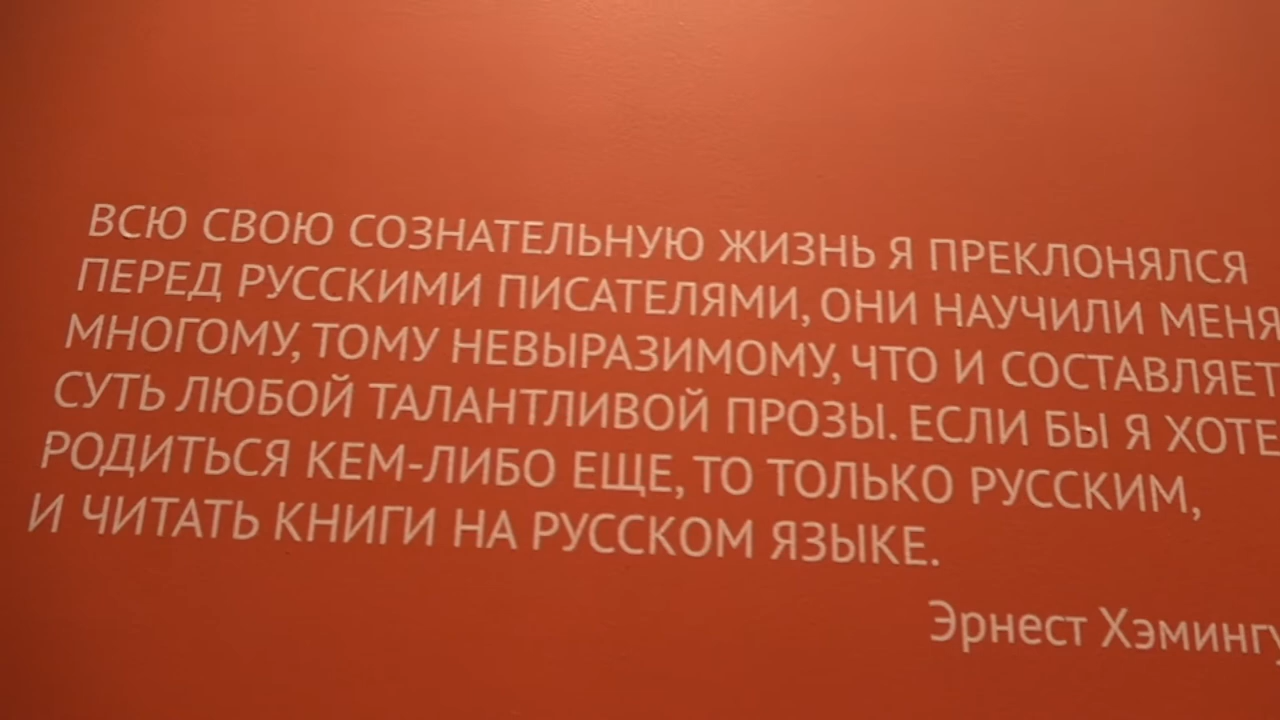 ВСЮ СВОЮ СОЗНАТЕЛЬНУЮ ЖИЗНЬ Я ПРЕКЛОНЯЛСЯ
ПЕРЕД РУССКИМИ ПИСАТЕЛЯМИ, ОНИ НАУЧИЛИ МЕНЯ
МНОГОМУ, ТОМУ НЕВЫРАЗИМОМУ, ЧТО И СОСТАВЛЯЕТ
СУТЬ ЛЮБОЙ ТАЛАНТЛИВОЙ ПРОЗЫ. ЕСЛИ БЫ Я ХОТЕ
РОДИТЬСЯ КЕМ-ЛИБО ЕЩЕ, ТО ТОЛЬКО РУССКИМ,
И ЧИТАТЬ КНИГИ НА РУССКОМ ЯЗЫКЕ.
Эрнест Хэмингу